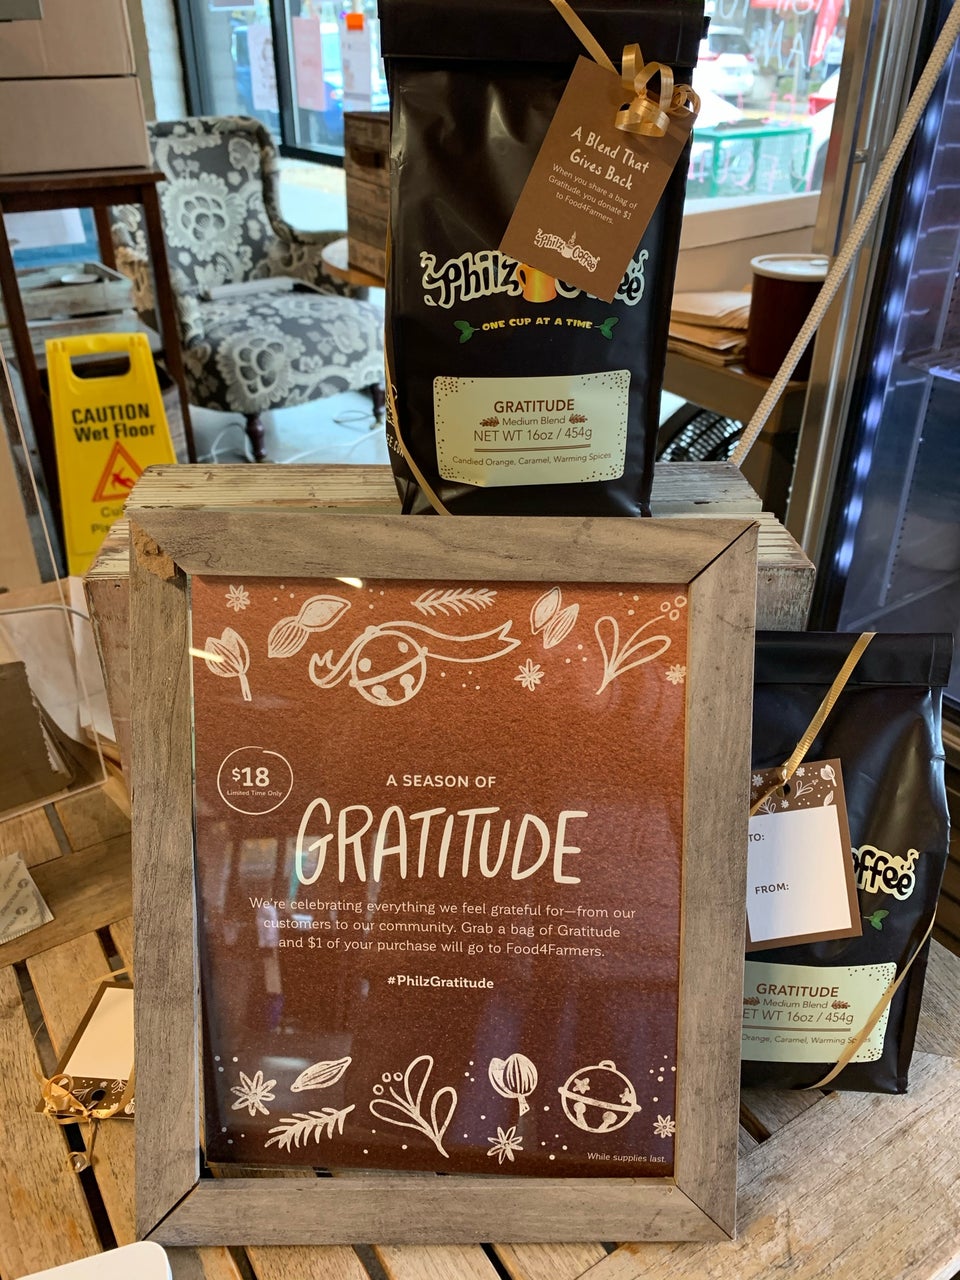 A Blend That
Gives Back
When you share a bag of
Gratitude, you donate $1
to Food4Farmers.
Philz Coffee
Philz Coffee
ONE CUP AT A TIME
GRATITUDE
Medium Blend
NET WT 16oz / 454g
Candied Orange, Caramel, Warming Spices
CAUTION
Wet Floor
$18
Limited Time Only
A SEASON OF
GRATITUDE
We're celebrating everything we feel grateful for—from our
customers to our community. Grab a bag of Gratitude
and $1 of your purchase will go to Food4Farmers.
#PhilzGratitude
While supplies last.
TO:
FROM:
offee
GRATITUDE
Medium Blend
ET WT 16oz / 454g
Orange, Caramel, Warming Spices